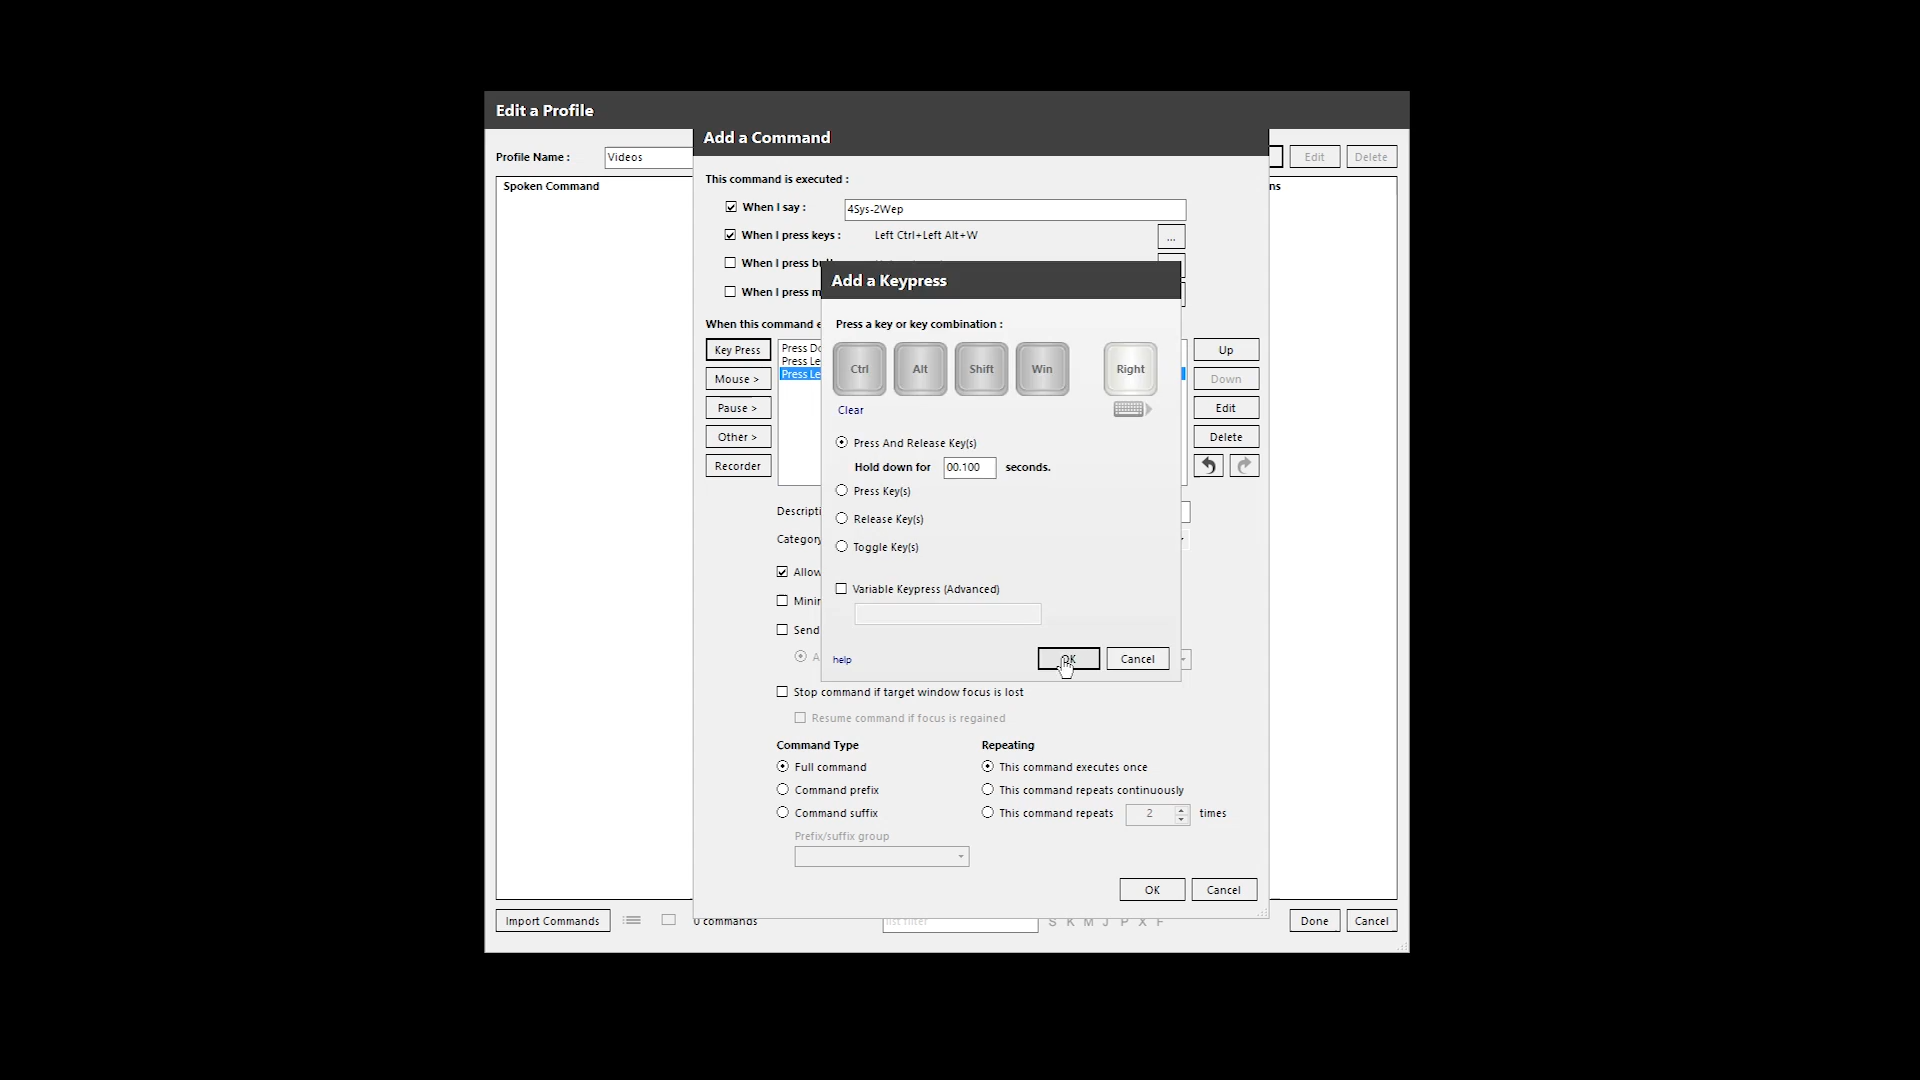 Edit a Profile
Add a Command
Profile Name :
Videos
Edit
Delete
Spoken Command
ns
This command is executed :
When I say :
4Sys-2Wep
When I press keys :
Left Ctrl+Left Alt+W
...
When I press bu
When I press m
Add a Keypress
When this command e
Press a key or key combination :
Key Press
Mouse >
Pause >
Other >
Recorder
Press Do
Press Le
Press Le
Ctrl
Alt
Shift
Win
Right
Clear
Up
Down
Edit
Delete
Press And Release Key(s)
Hold down for
00.100
seconds.
Press Key(s)
Release Key(s)
Toggle Key(s)
Descripti
Category
Allow
Minin
Send
A
Variable Keypress (Advanced)
help
OK
Cancel
Stop command if target window focus is lost
Resume command if focus is regained
Command Type
Full command
Command prefix
Command suffix
Prefix/suffix group
Repeating
This command executes once
This command repeats continuously
This command repeats
2
times
OK
Cancel
Import Commands
0 commands
list filter
S K M J P X F
Done
Cancel